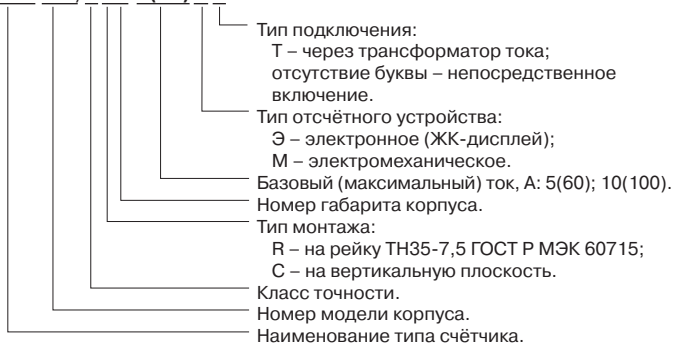 Тип подключения:
Т – через трансформатор тока;
отсутствие буквы – непосредственное
включение.
Тип отсчётного устройства:
Э – электронное (ЖК-дисплей);
М – электромеханическое.
Базовый (максимальный) ток, А: 5(60); 10(100).
Номер габарита корпуса.
Тип монтажа:
R – на рейку ТН35-7,5 ГОСТ Р МЭК 60715;
С – на вертикальную плоскость.
Класс точности.
Номер модели корпуса.
Наименование типа счётчика.